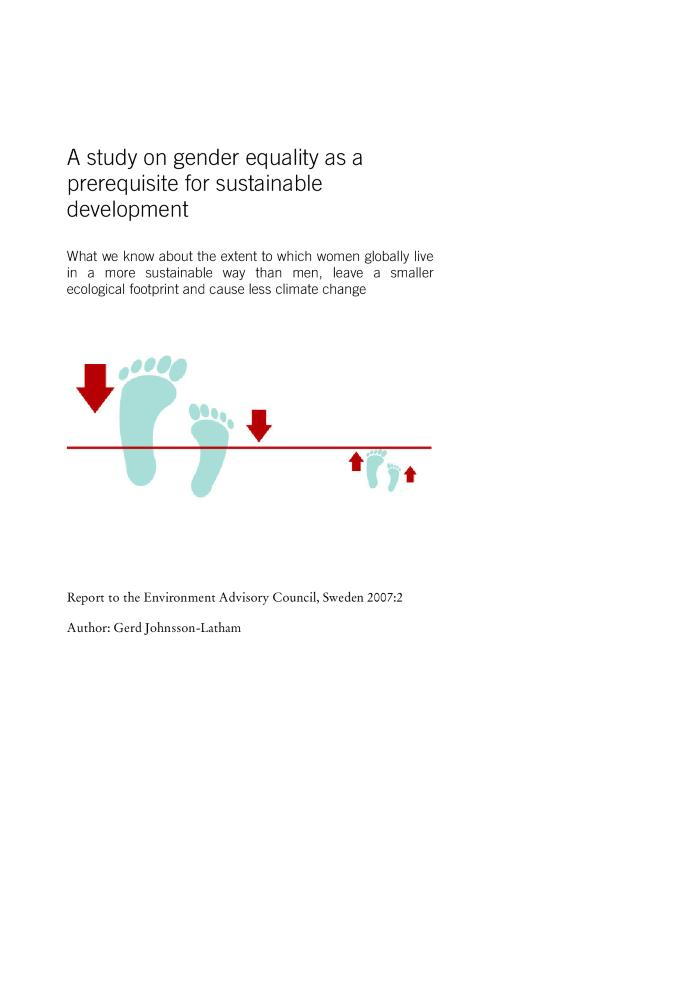 A study on gender equality as a
prerequisite for sustainable
development
What we know about the extent to which women globally live
in a more sustainable way than men, leave a smaller
ecological footprint and cause less climate change
Report to the Environment Advisory Council, Sweden 2007:2
Author: Gerd Johnsson-Latham